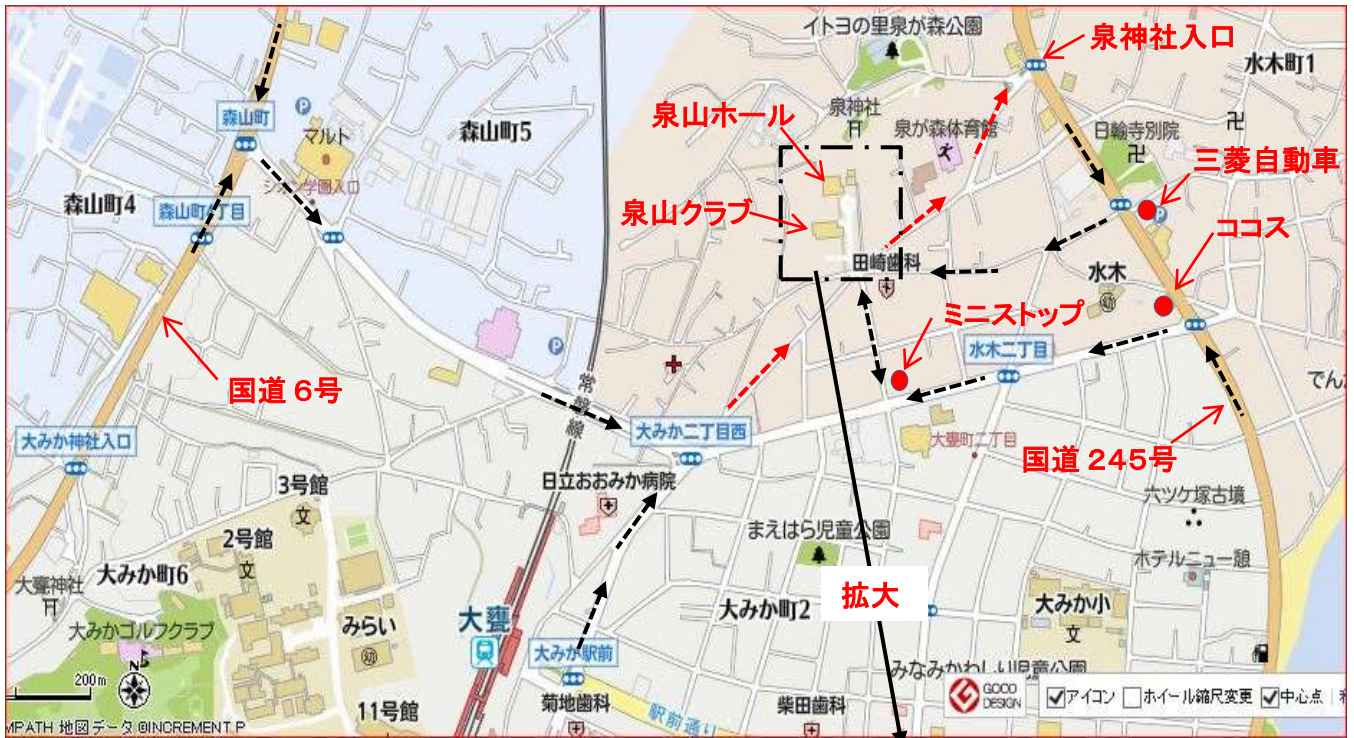 イトヨの里泉が森公園
泉神社入口
水木町1
森山町
マルト
森山町5
泉山ホール
泉神社
泉が森体育館
日輪寺別院
三菱自動車
シオン学園入口
森山町4
泉山クラブ
ココス
田崎歯科
水木
ミニストップ
水木二丁目
常磐線
国道6号
大みか神社入口
大みか二丁目西
大甕町二丁目
国道245号
3号館
日立おおみか病院
六ツケ塚古墳
2号館
まえはら児童公園
ホテルニュー憩
大甕神社
大みか町6
拡大
大みか小
大みか町2
大みかゴルフクラブ
みらい
大甕
大みか駅前
みなみかわしり児童公園
N
200m
菊地歯科
駅前通り
柴田歯科
11号館
GOOD
DESIGN
アイコン ホイール縮尺変更 中心点
MPATH 地図データ @INCREMENT P